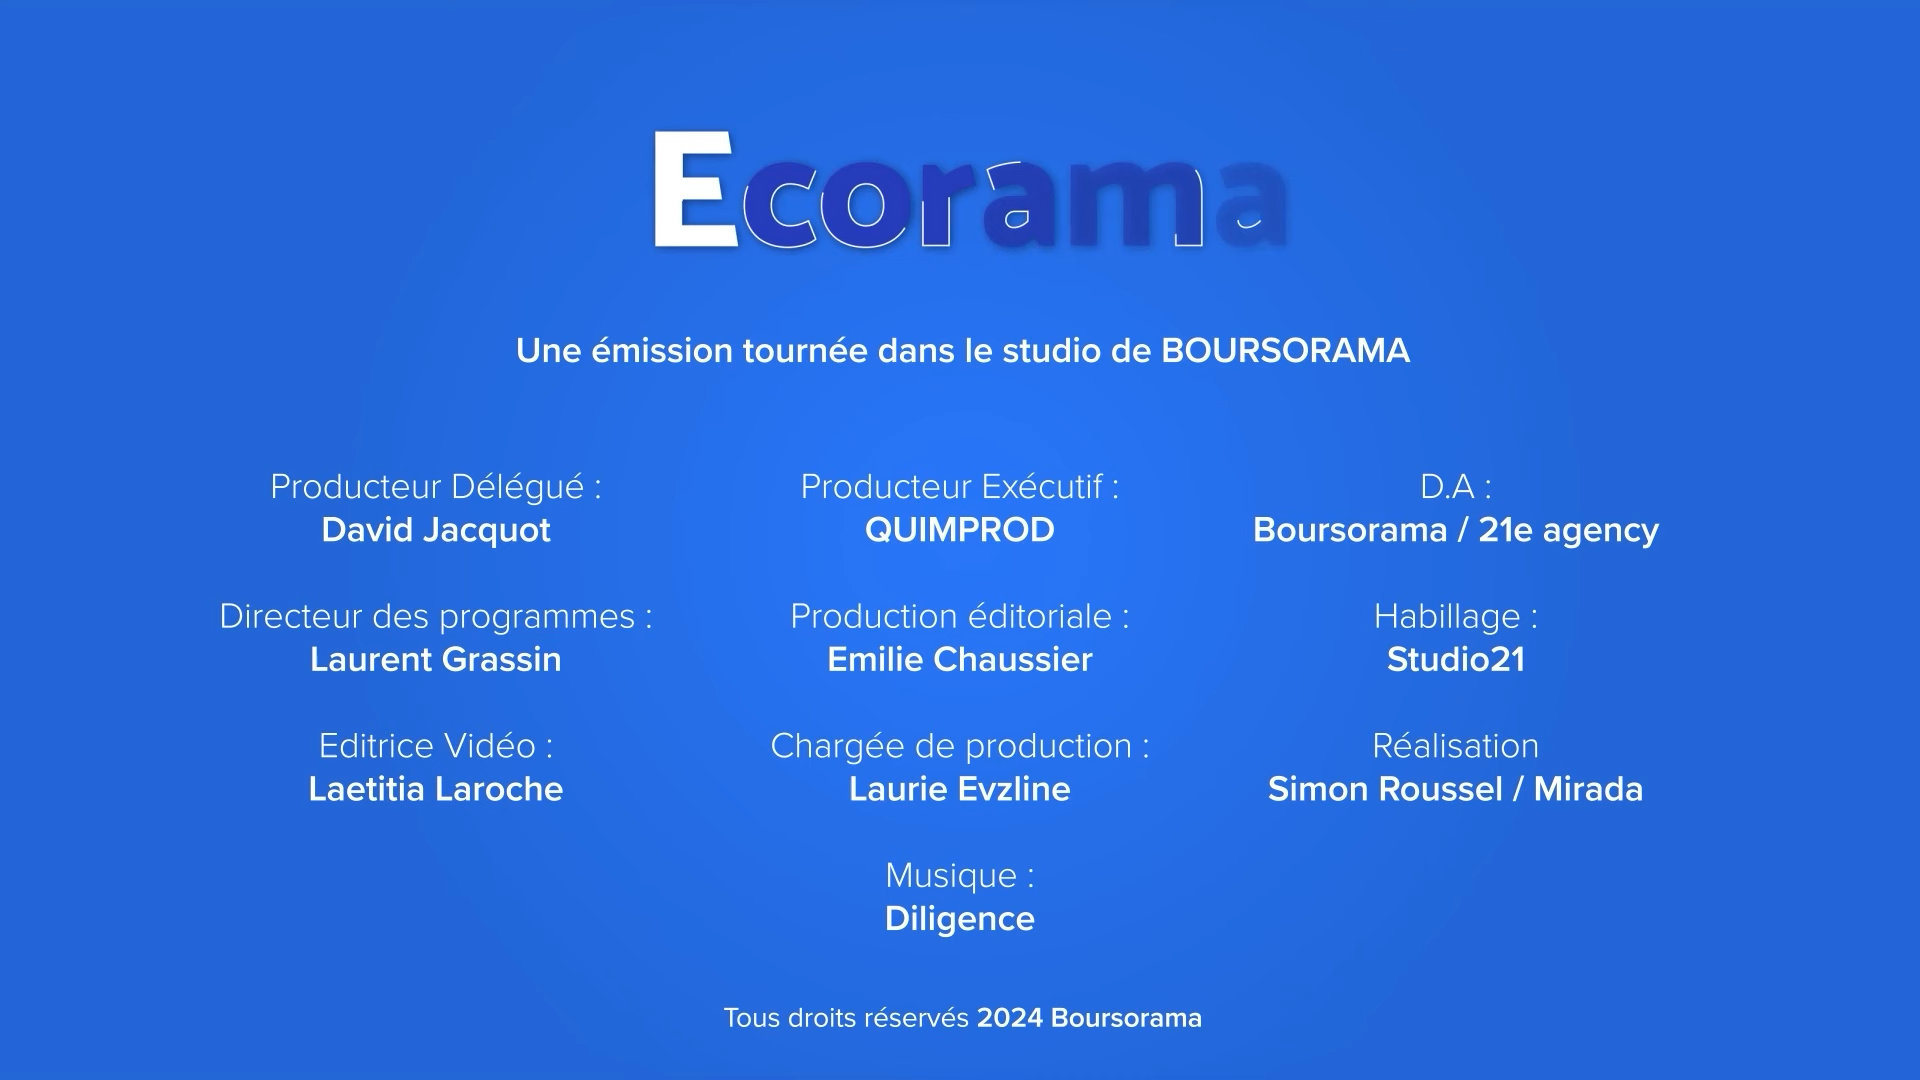 Ecorama
Une émission tournée dans le studio de BOURSORAMA
Producteur Délégué :
David Jacquot
Directeur des programmes :
Laurent Grassin
Editrice Vidéo :
Laetitia Laroche
Producteur Exécutif :
QUIMPROD
Production éditoriale :
Emilie Chaussier
Chargée de production :
Laurie Evzline
Musique :
Diligence
D.A :
Boursorama / 21e agency
Habillage :
Studio21
Réalisation
Simon Roussel / Mirada
Tous droits réservés 2024 Boursorama